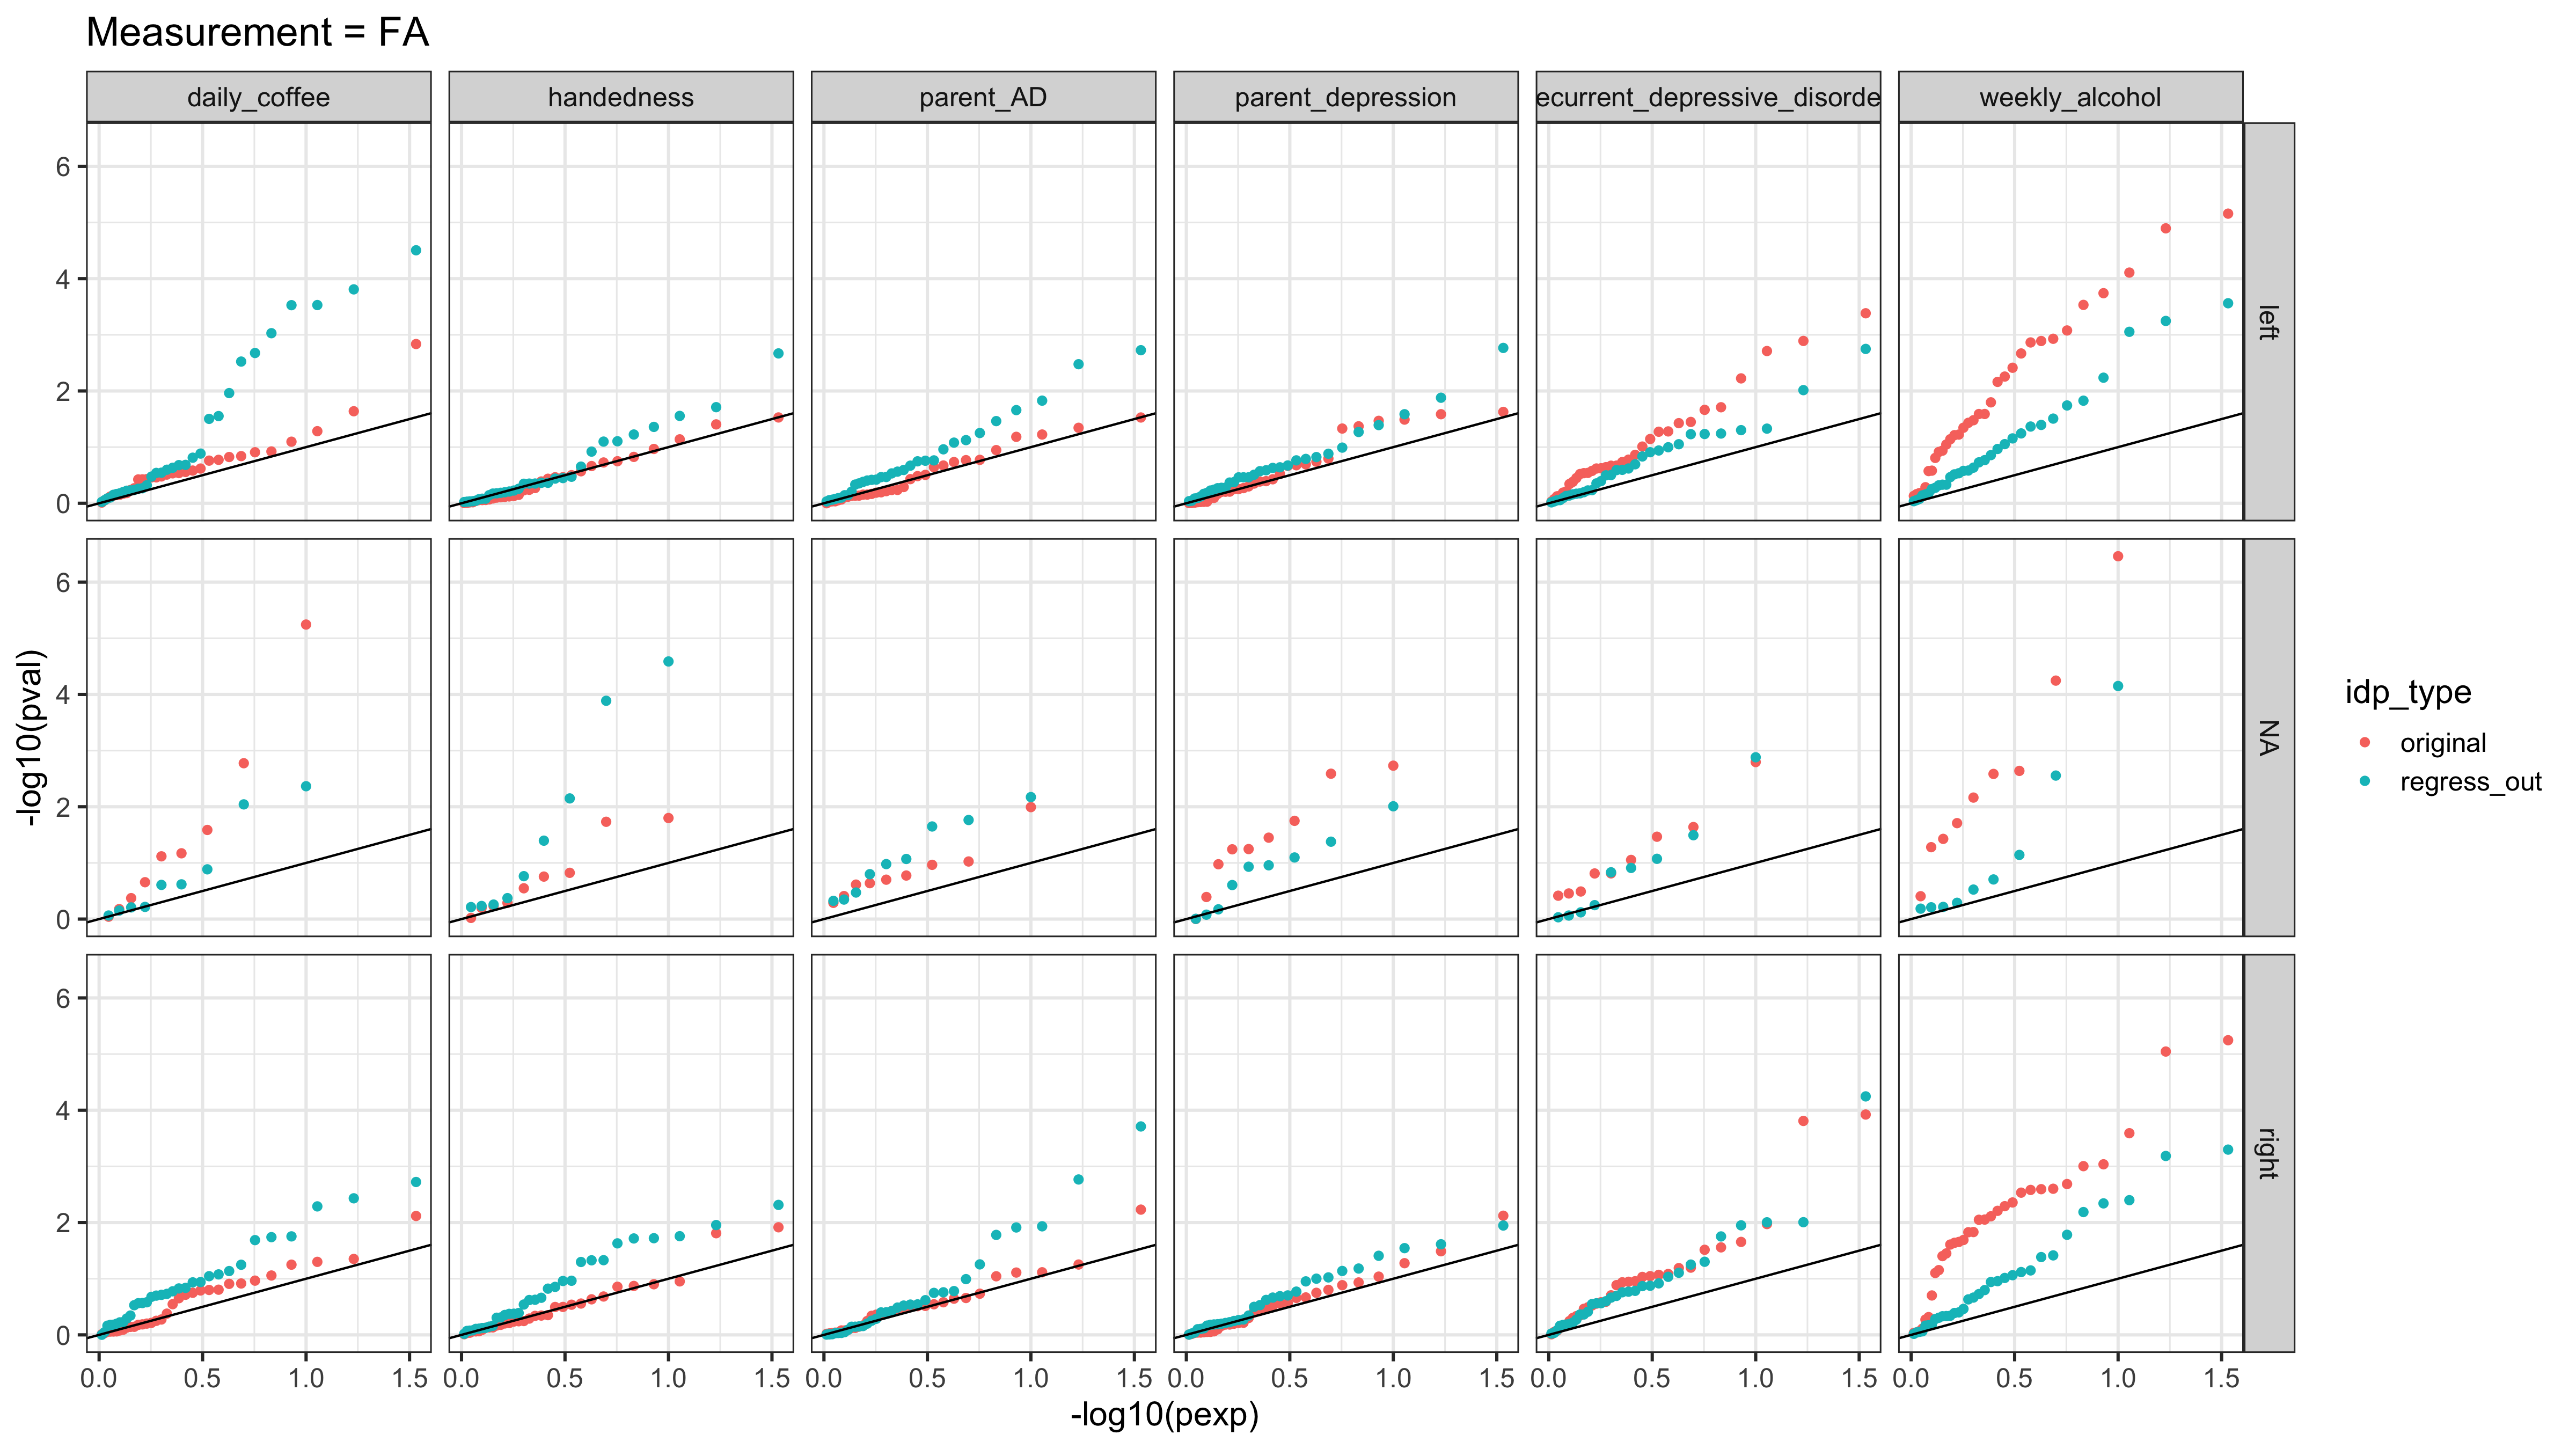 Measurement = FA
daily_coffee
handedness
parent_AD
parent_depression
ecurrent_depressive_disorde
weekly_alcohol
6
4
2
0
left
6
4
2
0
NA
6
4
2
0
right
0.0 0.5 1.0 1.5
0.0 0.5 1.0 1.5
0.0 0.5 1.0 1.5
0.0 0.5 1.0 1.5
0.0 0.5 1.0 1.5
0.0 0.5 1.0 1.5
-log10(pexp)
-log10(pval)
idp_type
original
regress_out